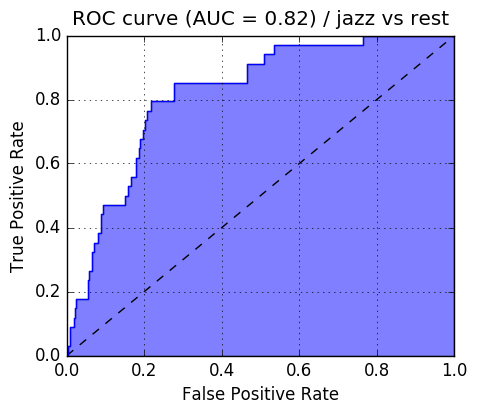 ROC curve (AUC = 0.82) / jazz vs rest
1.0
0.8
0.6
0.4
0.2
0.0
True Positive Rate
0.0 0.2 0.4 0.6 0.8 1.0
False Positive Rate